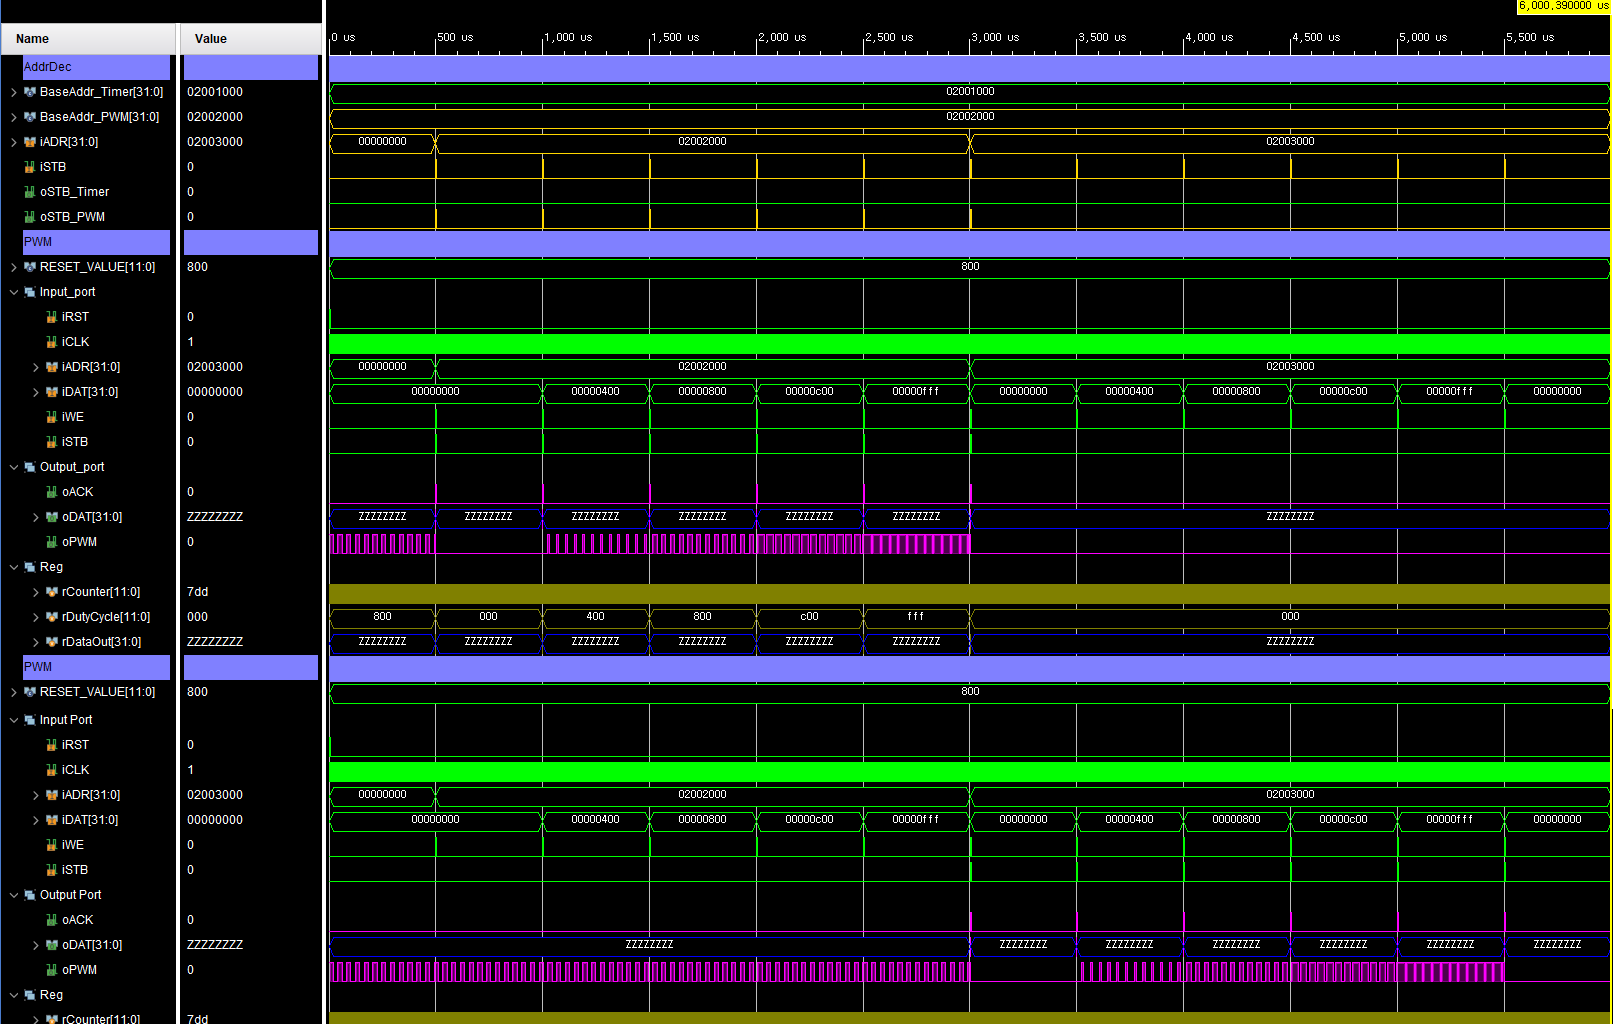 6,000.390000 us
Name Value 0 us 500 us 1,000 us 1,500 us 2,000 us 2,500 us 3,000 us 3,500 us 4,000 us 4,500 us 5,000 us 5,500 us
AddrDec
BaseAddr_Timer[31:0] 02001000 02001000
BaseAddr_PWM[31:0] 02002000 02002000
iADR[31:0] 02003000 00000000 02002000 02003000
iSTB 0
oSTB_Timer 0
oSTB_PWM 0
PWM
RESET_VALUE[11:0] 800 800
Input_port
iRST 0
iCLK 1
iADR[31:0] 02003000 00000000 02002000 02003000
iDAT[31:0] 00000000 00000000 00000400 00000800 00000c00 00000fff 00000000 00000400 00000800 00000c00 00000fff 00000000
iWE 0
iSTB 0
Output_port
oACK 0
oDAT[31:0] ZZZZZZZZ ZZZZZZZZ ZZZZZZZZ ZZZZZZZZ ZZZZZZZZ ZZZZZZZZ ZZZZZZZZ ZZZZZZZZ
oPWM 0
Reg
rCounter[11:0] 7dd
rDutyCycle[11:0] 000 800 000 400 800 c00 fff 000
rDataOut[31:0] ZZZZZZZZ ZZZZZZZZ ZZZZZZZZ ZZZZZZZZ ZZZZZZZZ ZZZZZZZZ ZZZZZZZZ ZZZZZZZZ
PWM
RESET_VALUE[11:0] 800 800
Input Port
iRST 0
iCLK 1
iADR[31:0] 02003000 00000000 02002000 02003000
iDAT[31:0] 00000000 00000000 00000400 00000800 00000c00 00000fff 00000000 00000400 00000800 00000c00 00000fff 00000000
iWE 0
iSTB 0
Output Port
oACK 0
oDAT[31:0] ZZZZZZZZ ZZZZZZZZ ZZZZZZZZ ZZZZZZZZ ZZZZZZZZ ZZZZZZZZ ZZZZZZZZ ZZZZZZZZ
oPWM 0
Reg
rCounter[11:0] 7dd